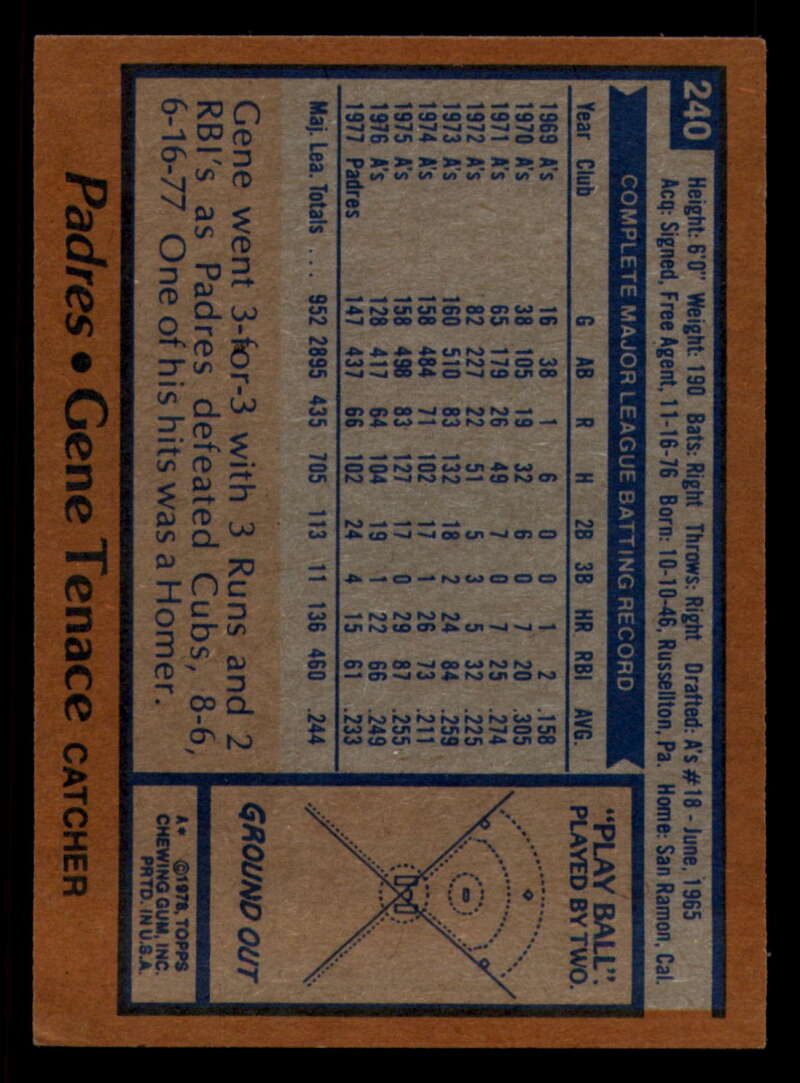 240
Height: 6'0" Weight: 190 Bats: Right Throws: Right Drafted: A's #18 - June, 1965
Acq: Signed, Free Agent, 11-16-76 Born: 10-10-46, Russellton, Pa. Home: San Ramon, Cal.
COMPLETE MAJOR LEAGUE BATTING RECORD
Year Club G AB R H 2B 3B HR RBI AVG.
1969 A's 16 38 1 6 0 0 1 2 .158
1970 A's 38 105 19 32 6 0 7 20 .305
1971 A's 65 179 26 49 7 0 7 25 .274
1972 A's 82 227 22 51 5 3 5 32 .225
1973 A's 160 510 83 132 18 2 24 84 .259
1974 A's 158 484 71 102 17 1 26 73 .211
1975 A's 158 498 83 127 17 0 29 87 .255
1976 A's 128 417 64 104 19 1 22 66 .249
1977 Padres 147 437 66 102 24 4 15 61 .233
Maj. Lea. Totals .... 952 2895 435 705 113 11 136 460 .244
Gene went 3-for-3 with 3 Runs and 2
RBI's as Padres defeated Cubs, 8-6,
6-16-77 One of his hits was a Homer.
"PLAY BALL":
PLAYED BY TWO.
GROUND OUT
A* ©1978, TOPPS
CHEWING GUM, INC.
PRTD. IN U.S.A.
Padres • Gene Tenace CATCHER